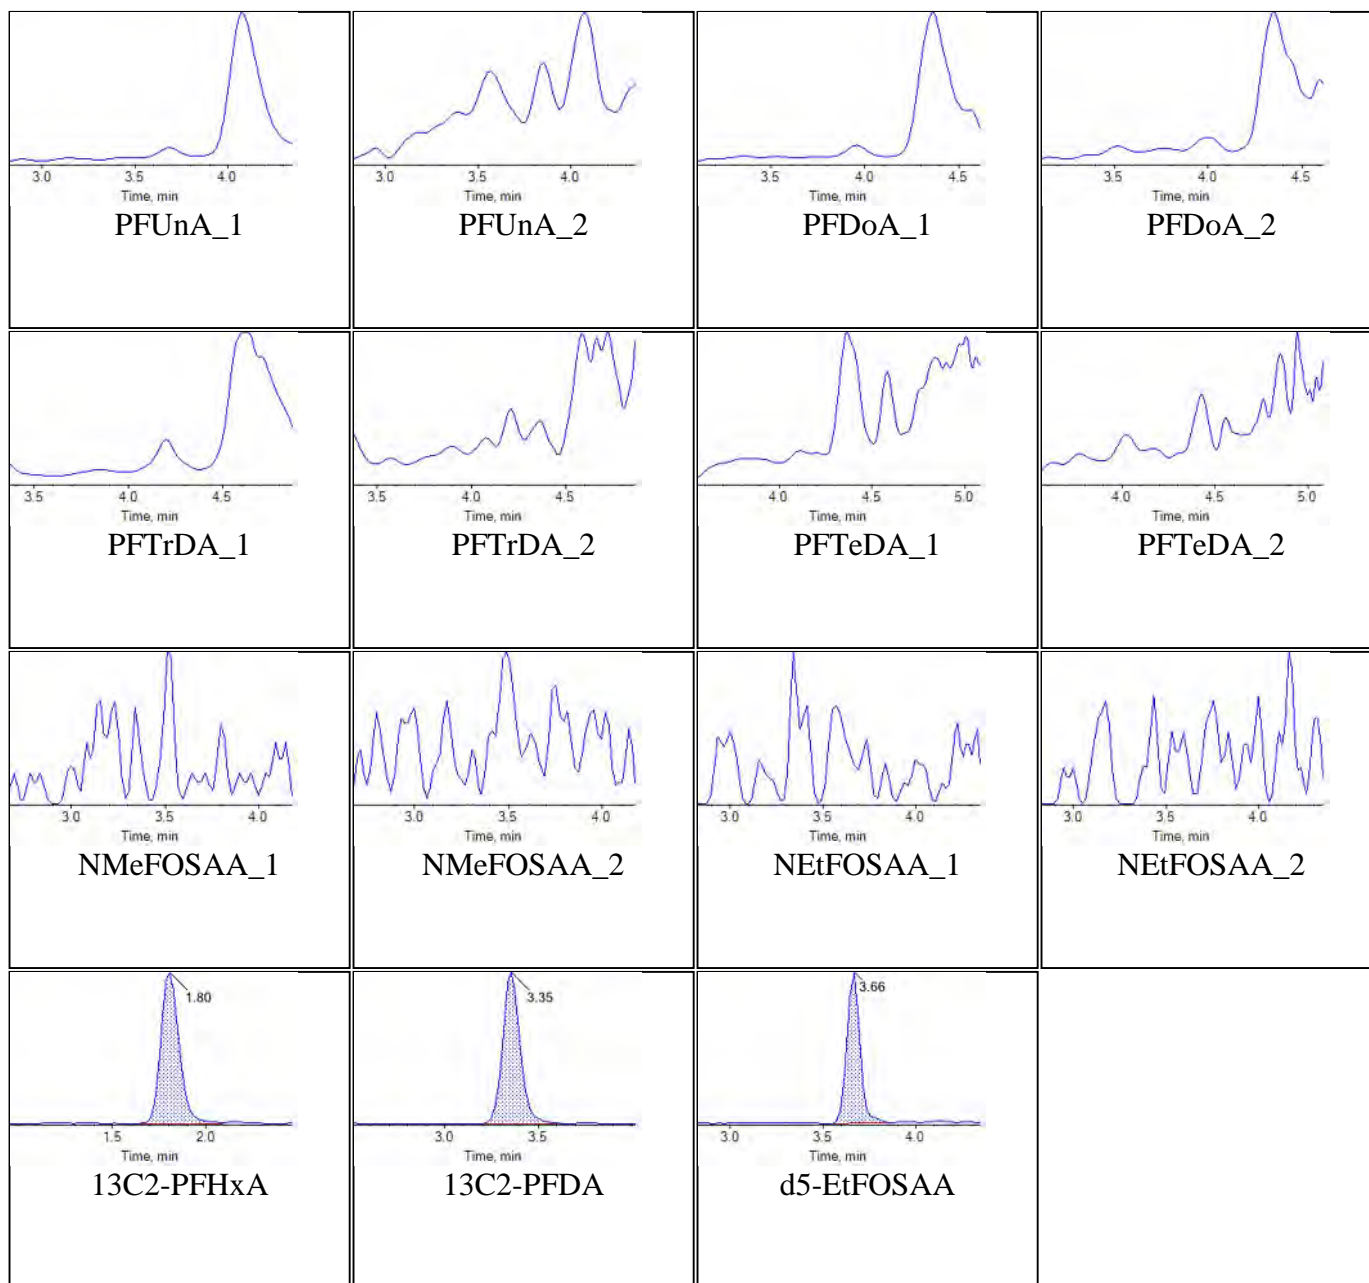 3.0 3.5 4.0
Time, min
PFUnA_1
3.0 3.5 4.0
Time, min
PFUnA_2
3.5 4.0 4.5
Time, min
PFDoA_1
3.5 4.0 4.5
Time, min
PFDoA_2
3.5 4.0 4.5
Time, min
PFTrDA_1
3.5 4.0 4.5
Time, min
PFTrDA_2
4.0 4.5 5.0
Time, min
PFTeDA_1
4.0 4.5 5.0
Time, min
PFTeDA_2
3.0 3.5 4.0
Time, min
NMeFOSAA_1
3.0 3.5 4.0
Time, min
NMeFOSAA_2
3.0 3.5 4.0
Time, min
NEtFOSAA_1
3.0 3.5 4.0
Time, min
NEtFOSAA_2
1.80
1.5 2.0
Time, min
13C2-PFHxA
3.35
3.0 3.5
Time, min
13C2-PFDA
3.66
3.0 3.5 4.0
Time, min
d5-EtFOSAA